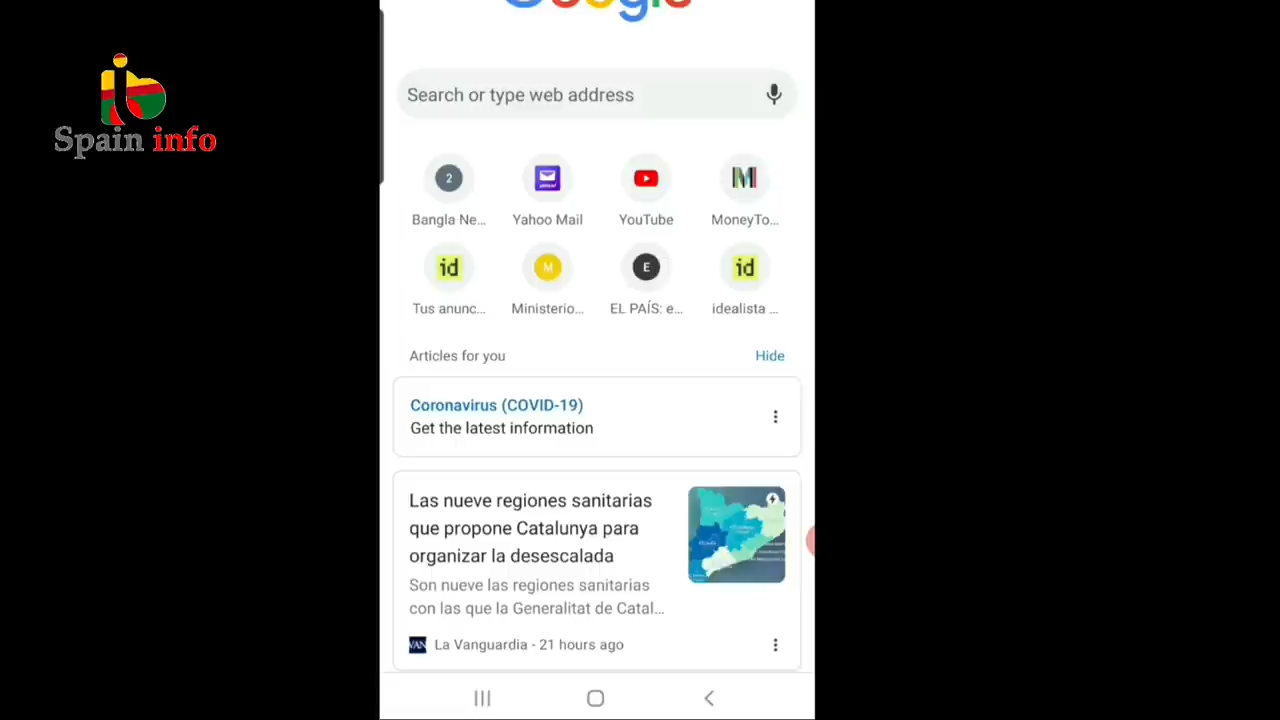 Google
Spain info
Search or type web address
2
Bangla Ne...
Yahoo Mail
YouTube
MoneyTo...
id
M
E
id
Tus anunc...
Ministerio...
EL PAÍS: e...
idealista ...
Articles for you
Hide
Coronavirus (COVID-19)
Get the latest information
Las nueve regiones sanitarias
que propone Catalunya para
organizar la desescalada
Son nueve las regiones sanitarias
con las que la Generalitat de Catal...
VAN
La Vanguardia - 21 hours ago